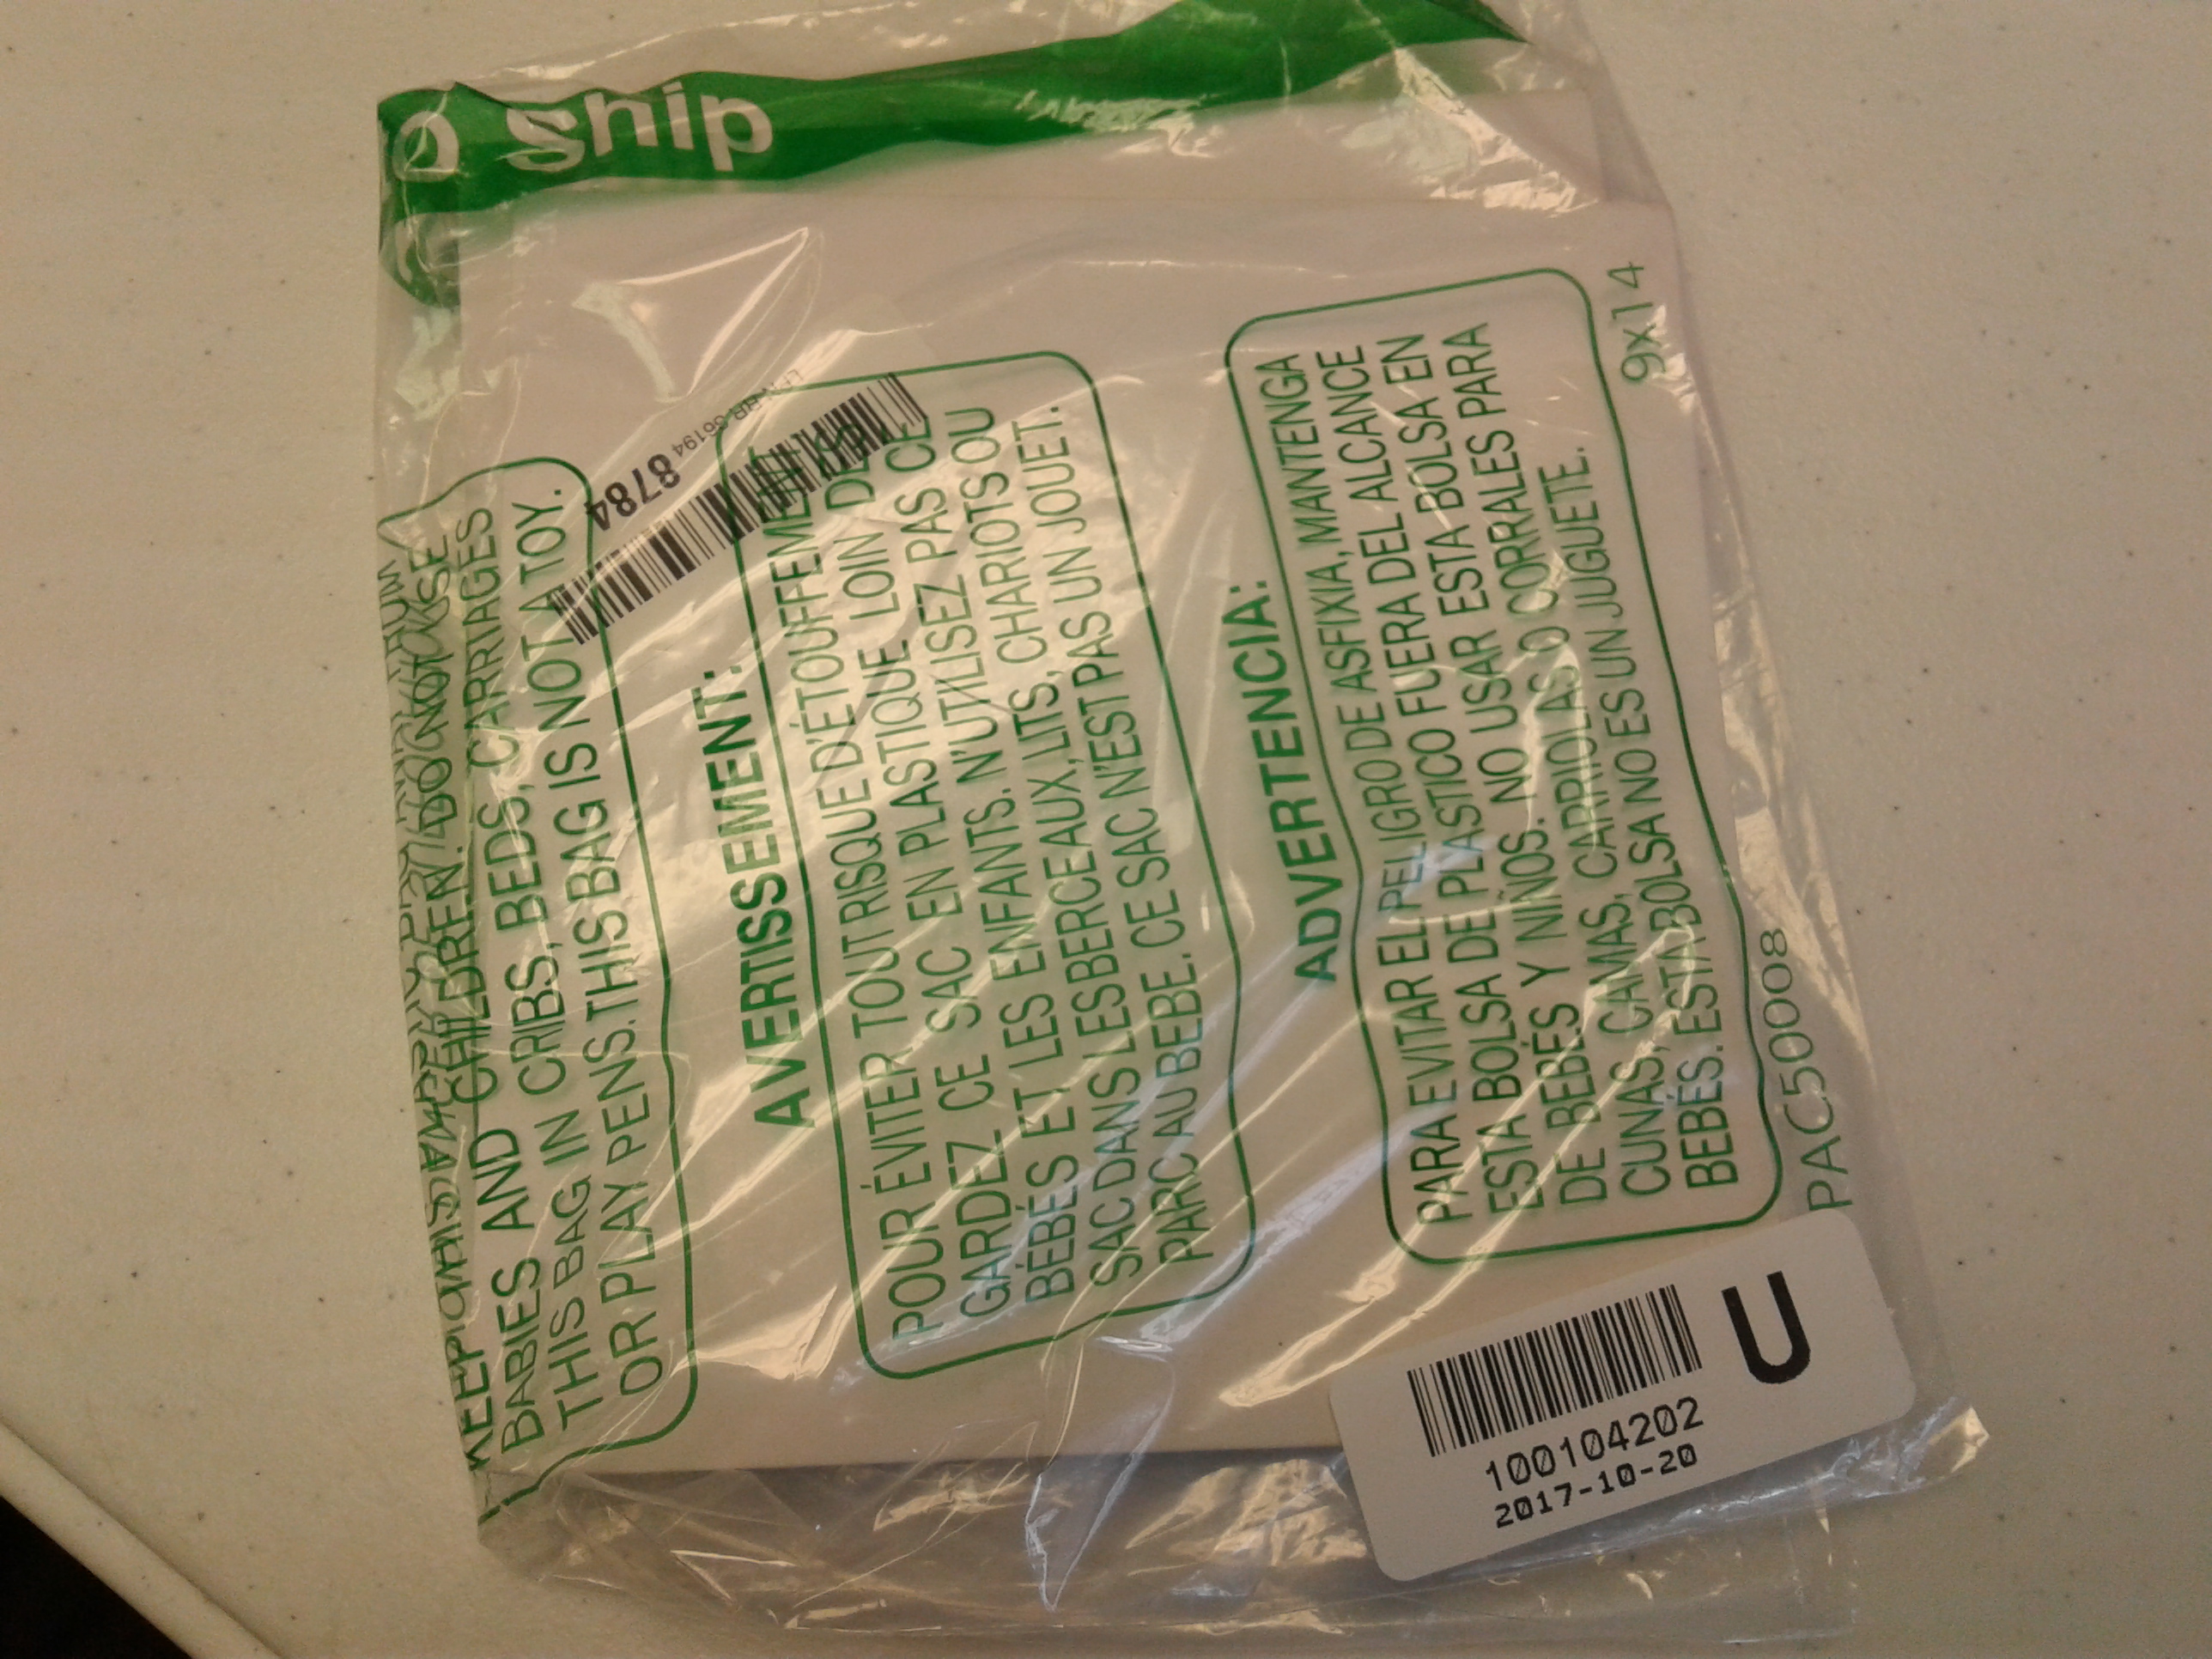 Ship
8784
KEEP THIS
BABIES AND CHILDREN. DO NOT USE
THIS BAG IN CRIBS, BEDS, CARRIAGES
OR PLAY PENS. THIS BAG IS NOT A TOY.
AVERTISSEMENT:
POUR ÉVITER TOUT RISQUE D'ÉTOUFFEMENT
GARDEZ CE SAC EN PLASTIQUE LOIN DES
BÉBÉS ET LES ENFANTS. N'UTILISEZ PAS CE
SAC DANS LES BERCEAUX, LITS, CHARIOTS OU
PARC AU BEBE. CE SAC N'EST PAS UN JOUET.
ADVERTENCIA:
PARA EVITAR EL PELIGRO DE ASFIXIA, MANTENGA
ESTA BOLSA DE PLASTICO FUERA DEL ALCANCE
DE BEBÉS Y NIÑOS. NO USAR ESTA BOLSA EN
CUNAS, CAMAS, CARRIOLAS O CORRALES PARA
BEBÉS. ESTA BOLSA NO ES UN JUGUETE.
PAC50008
9x14
100104202
2017-10-20
U